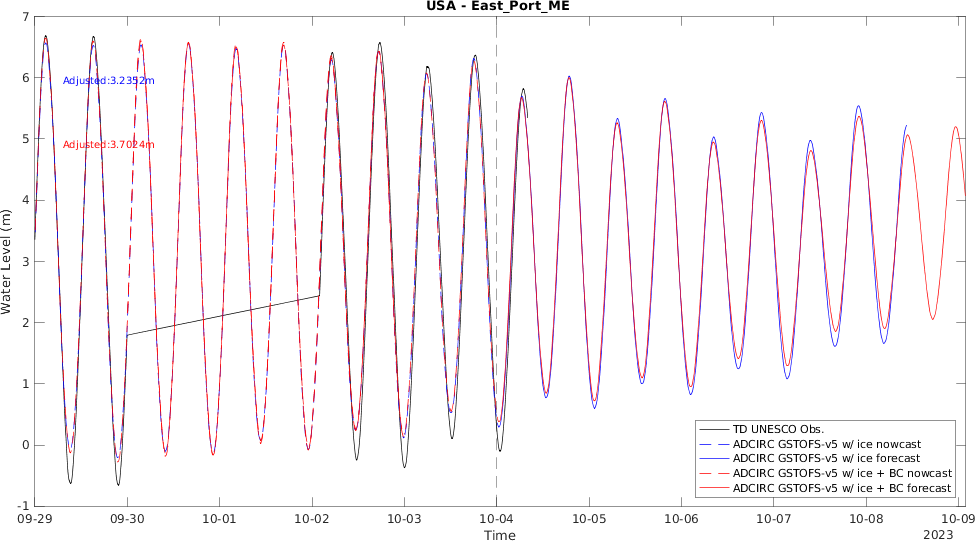 USA - East_Port_ME
7
6
5
4
3
2
1
0
-1
Water Level (m)
Adjusted:3.2352m
Adjusted:3.7024m
TD UNESCO Obs.
ADCIRC GSTOFS-v5 w/ ice nowcast
ADCIRC GSTOFS-v5 w/ ice forecast
ADCIRC GSTOFS-v5 w/ ice + BC nowcast
ADCIRC GSTOFS-v5 w/ ice + BC forecast
09-29 09-30 10-01 10-02 10-03 10-04 10-05 10-06 10-07 10-08 10-09
Time
2023